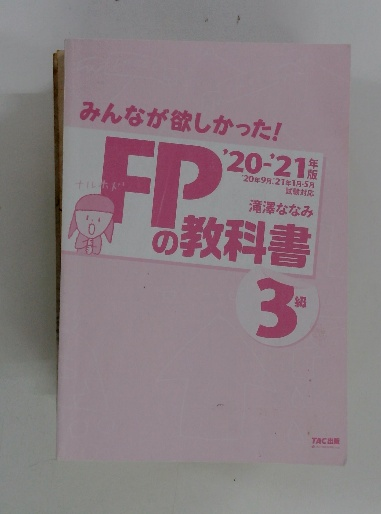 みんなが欲しかった!
FP
'20-'21年版
'20年9月,'21年1月・5月
試験対応
滝澤ななみ
の教科書
3級
TAC出版